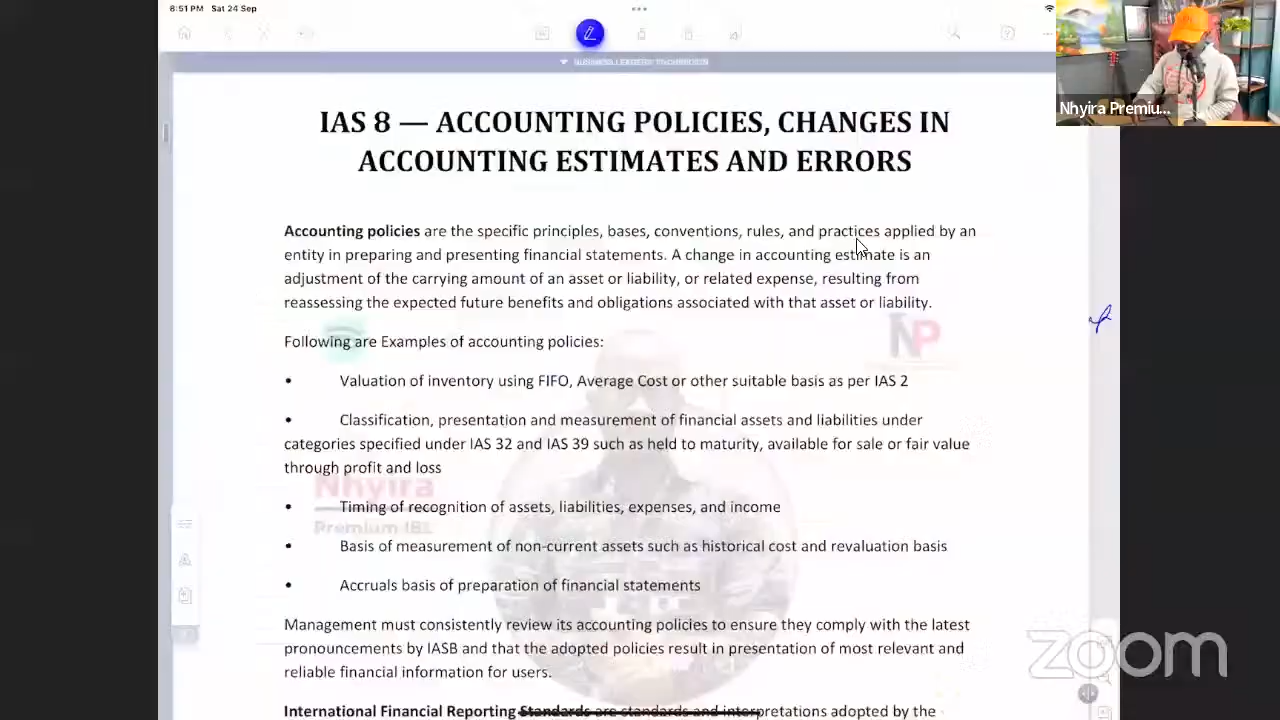 8:51 PM Sat 24 Sep
Nhyira Premiu...
IAS 8 — ACCOUNTING POLICIES, CHANGES IN
ACCOUNTING ESTIMATES AND ERRORS
Accounting policies are the specific principles, bases, conventions, rules, and practices applied by an
entity in preparing and presenting financial statements. A change in accounting estimate is an
adjustment of the carrying amount of an asset or liability, or related expense, resulting from
reassessing the expected future benefits and obligations associated with that asset or liability.
NP
Following are Examples of accounting policies:
• Valuation of inventory using FIFO, Average Cost or other suitable basis as per IAS 2
• Classification, presentation and measurement of financial assets and liabilities under
categories specified under IAS 32 and IAS 39 such as held to maturity, available for sale or fair value
through profit and loss
Nhyira
• Timing of recognition of assets, liabilities, expenses, and income
Premium IBL
• Basis of measurement of non-current assets such as historical cost and revaluation basis
• Accruals basis of preparation of financial statements
Management must consistently review its accounting policies to ensure they comply with the latest
pronouncements by IASB and that the adopted policies result in presentation of most relevant and
reliable financial information for users.
zoom
International Financial Reporting Standards are standards and interpretations adopted by the